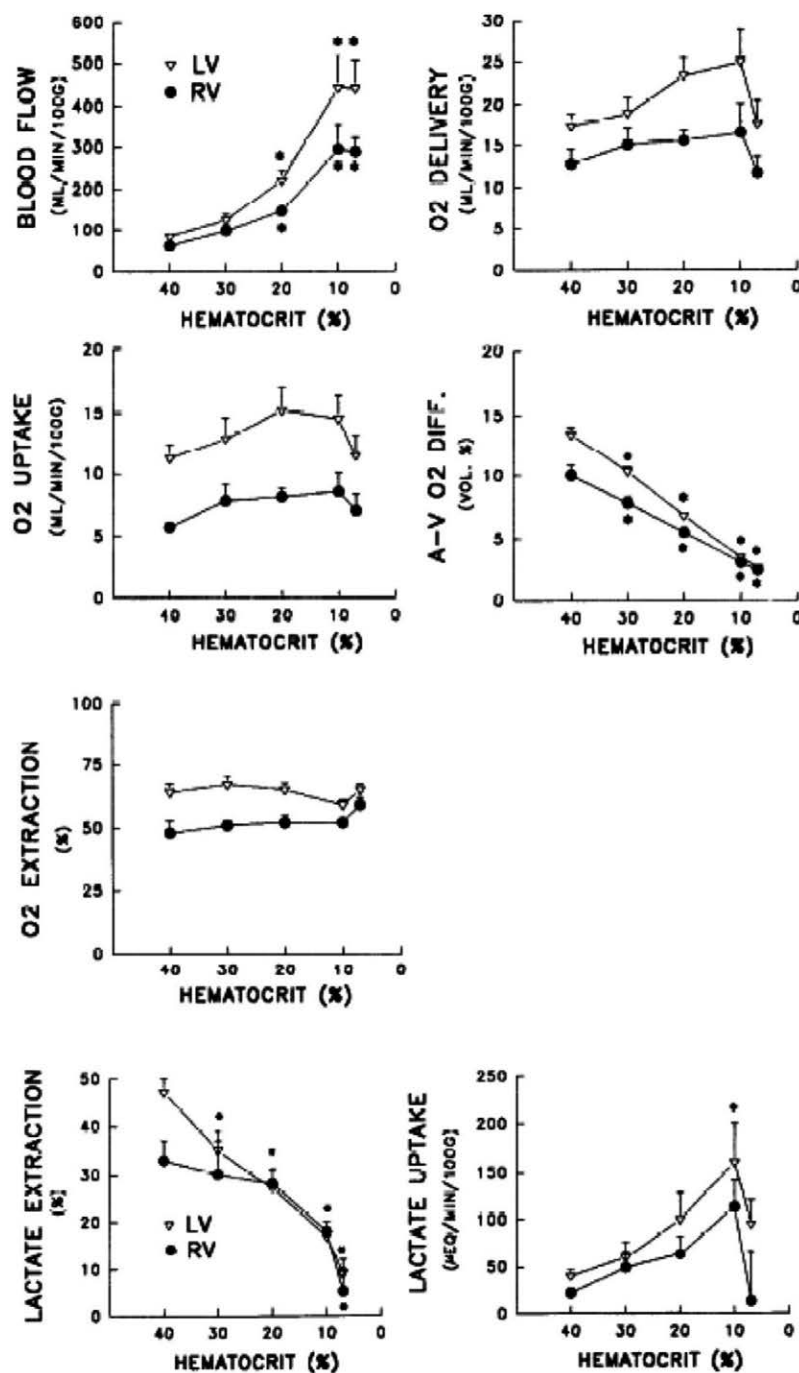 BLOOD FLOW
(ML/MIN/100G)
600
500
400
300
200
100
0
LV
RV
* *
*
* *
*
40 30 20 10 0
HEMATOCRIT (%)
O2 DELIVERY
(ML/MIN/100G)
30
25
20
15
10
5
0
40 30 20 10 0
HEMATOCRIT (%)
O2 UPTAKE
(ML/MIN/100G)
20
15
10
5
0
40 30 20 10 0
HEMATOCRIT (%)
A-V O2 DIFF.
(VOL. %)
20
15
10
5
0
* * * *
* * * *
40 30 20 10 0
HEMATOCRIT (%)
O2 EXTRACTION
(%)
100
75
50
25
0
40 30 20 10 0
HEMATOCRIT (%)
LACTATE EXTRACTION
(%)
50
40
30
20
10
0
LV
RV
* * * *
*
40 30 20 10 0
HEMATOCRIT (%)
LACTATE UPTAKE
(µEQ/MIN/100G)
250
200
150
100
50
0
*
40 30 20 10 0
HEMATOCRIT (%)